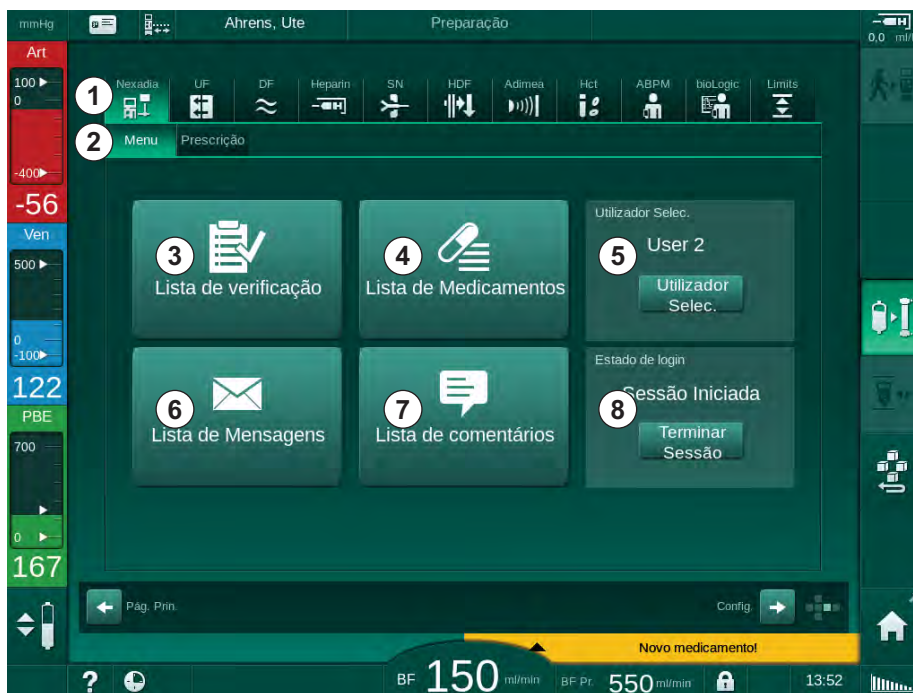 mmHg
Ahrens, Ute
Preparação
0,0 ml/
Art
100
0
-400
-56
Ven
500
0
-100
122
PBE
700
0
167
1
Nexadia UF DF Heparin SN HDF Adimea Hct ABPM bioLogic Limits
2
Menu Prescrição
3
Lista de verificação
4
Lista de Medicamentos
Utilizador Selec.
5
User 2
Utilizador
Selec.
6
Lista de Mensagens
7
Lista de comentários
Estado de login
8
Sessão Iniciada
Terminar
Sessão
Pág. Prin.
Config.
Novo medicamento!
? BF 150 ml/min BF Pr. 550 ml/min 13:52